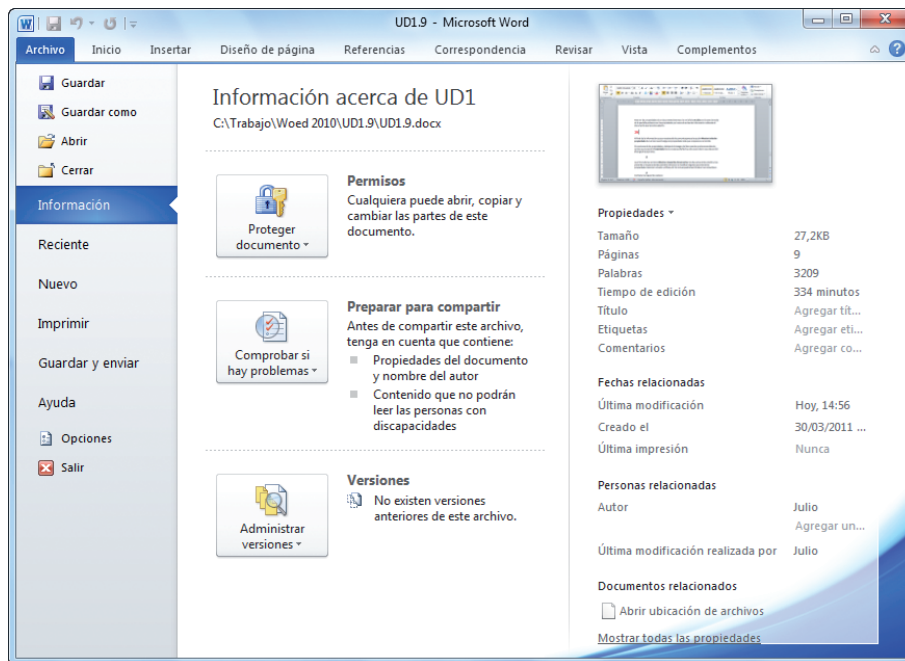 UD1.9 - Microsoft Word
Archivo Inicio Insertar Diseño de página Referencias Correspondencia Revisar Vista Complementos
Guardar
Guardar como
Abrir
Cerrar
Información
Reciente
Nuevo
Imprimir
Guardar y enviar
Ayuda
Opciones
Salir
Información acerca de UD1
C:\Trabajo\Woed 2010\UD1.9\UD1.9.docx
Proteger
documento
Permisos
Cualquiera puede abrir, copiar y
cambiar las partes de este
documento.
Comprobar si
hay problemas
Preparar para compartir
Antes de compartir este archivo,
tenga en cuenta que contiene:
Propiedades del documento
y nombre del autor
Contenido que no podrán
leer las personas con
discapacidades
Administrar
versiones
Versiones
No existen versiones
anteriores de este archivo.
Propiedades
Tamaño 27,2KB
Páginas 9
Palabras 3209
Tiempo de edición 334 minutos
Título Agregar tít...
Etiquetas Agregar eti...
Comentarios Agregar co...
Fechas relacionadas
Última modificación Hoy, 14:56
Creado el 30/03/2011 ...
Última impresión Nunca
Personas relacionadas
Autor Julio
Agregar un...
Última modificación realizada por Julio
Documentos relacionados
Abrir ubicación de archivos
Mostrar todas las propiedades